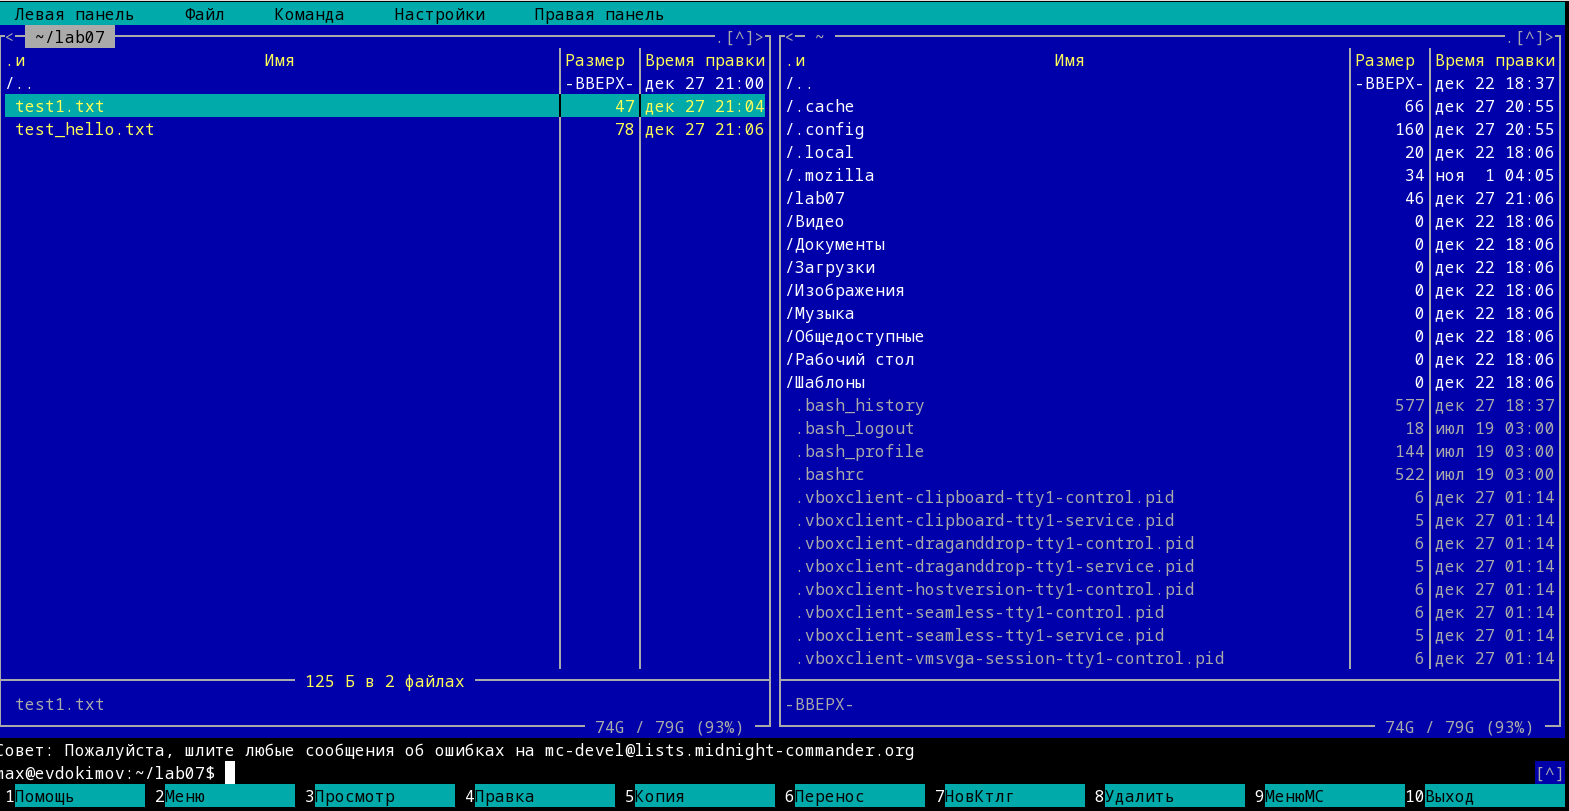 Левая панель Файл Команда Настройки Правая панель
<─ ~/lab07 .[^]>
.и Имя Размер Время правки
/.. -ВВЕРХ- дек 27 21:00
test1.txt 47 дек 27 21:04
test_hello.txt 78 дек 27 21:06
125 Б в 2 файлах
test1.txt
74G / 79G (93%)
<─ ~ .[^]>
.и Имя Размер Время правки
/.. -ВВЕРХ- дек 22 18:37
/.cache 66 дек 27 20:55
/.config 160 дек 27 20:55
/.local 20 дек 22 18:06
/.mozilla 34 ноя 1 04:05
/lab07 46 дек 27 21:06
/Видео 0 дек 22 18:06
/Документы 0 дек 22 18:06
/Загрузки 0 дек 22 18:06
/Изображения 0 дек 22 18:06
/Музыка 0 дек 22 18:06
/Общедоступные 0 дек 22 18:06
/Рабочий стол 0 дек 22 18:06
/Шаблоны 0 дек 22 18:06
.bash_history 577 дек 27 18:37
.bash_logout 18 июл 19 03:00
.bash_profile 144 июл 19 03:00
.bashrc 522 июл 19 03:00
.vboxclient-clipboard-tty1-control.pid 6 дек 27 01:14
.vboxclient-clipboard-tty1-service.pid 5 дек 27 01:14
.vboxclient-draganddrop-tty1-control.pid 6 дек 27 01:14
.vboxclient-draganddrop-tty1-service.pid 5 дек 27 01:14
.vboxclient-hostversion-tty1-control.pid 6 дек 27 01:14
.vboxclient-seamless-tty1-control.pid 6 дек 27 01:14
.vboxclient-seamless-tty1-service.pid 5 дек 27 01:14
.vboxclient-vmsvga-session-tty1-control.pid 6 дек 27 01:14
-ВВЕРХ-
74G / 79G (93%)
Совет: Пожалуйста, шлите любые сообщения об ошибках на mc-devel@lists.midnight-commander.org
max@evdokimov:~/lab07$ [^]
1Помощь 2Меню 3Просмотр 4Правка 5Копия 6Перенос 7НовКтлг 8Удалить 9МенюМС 10Выход